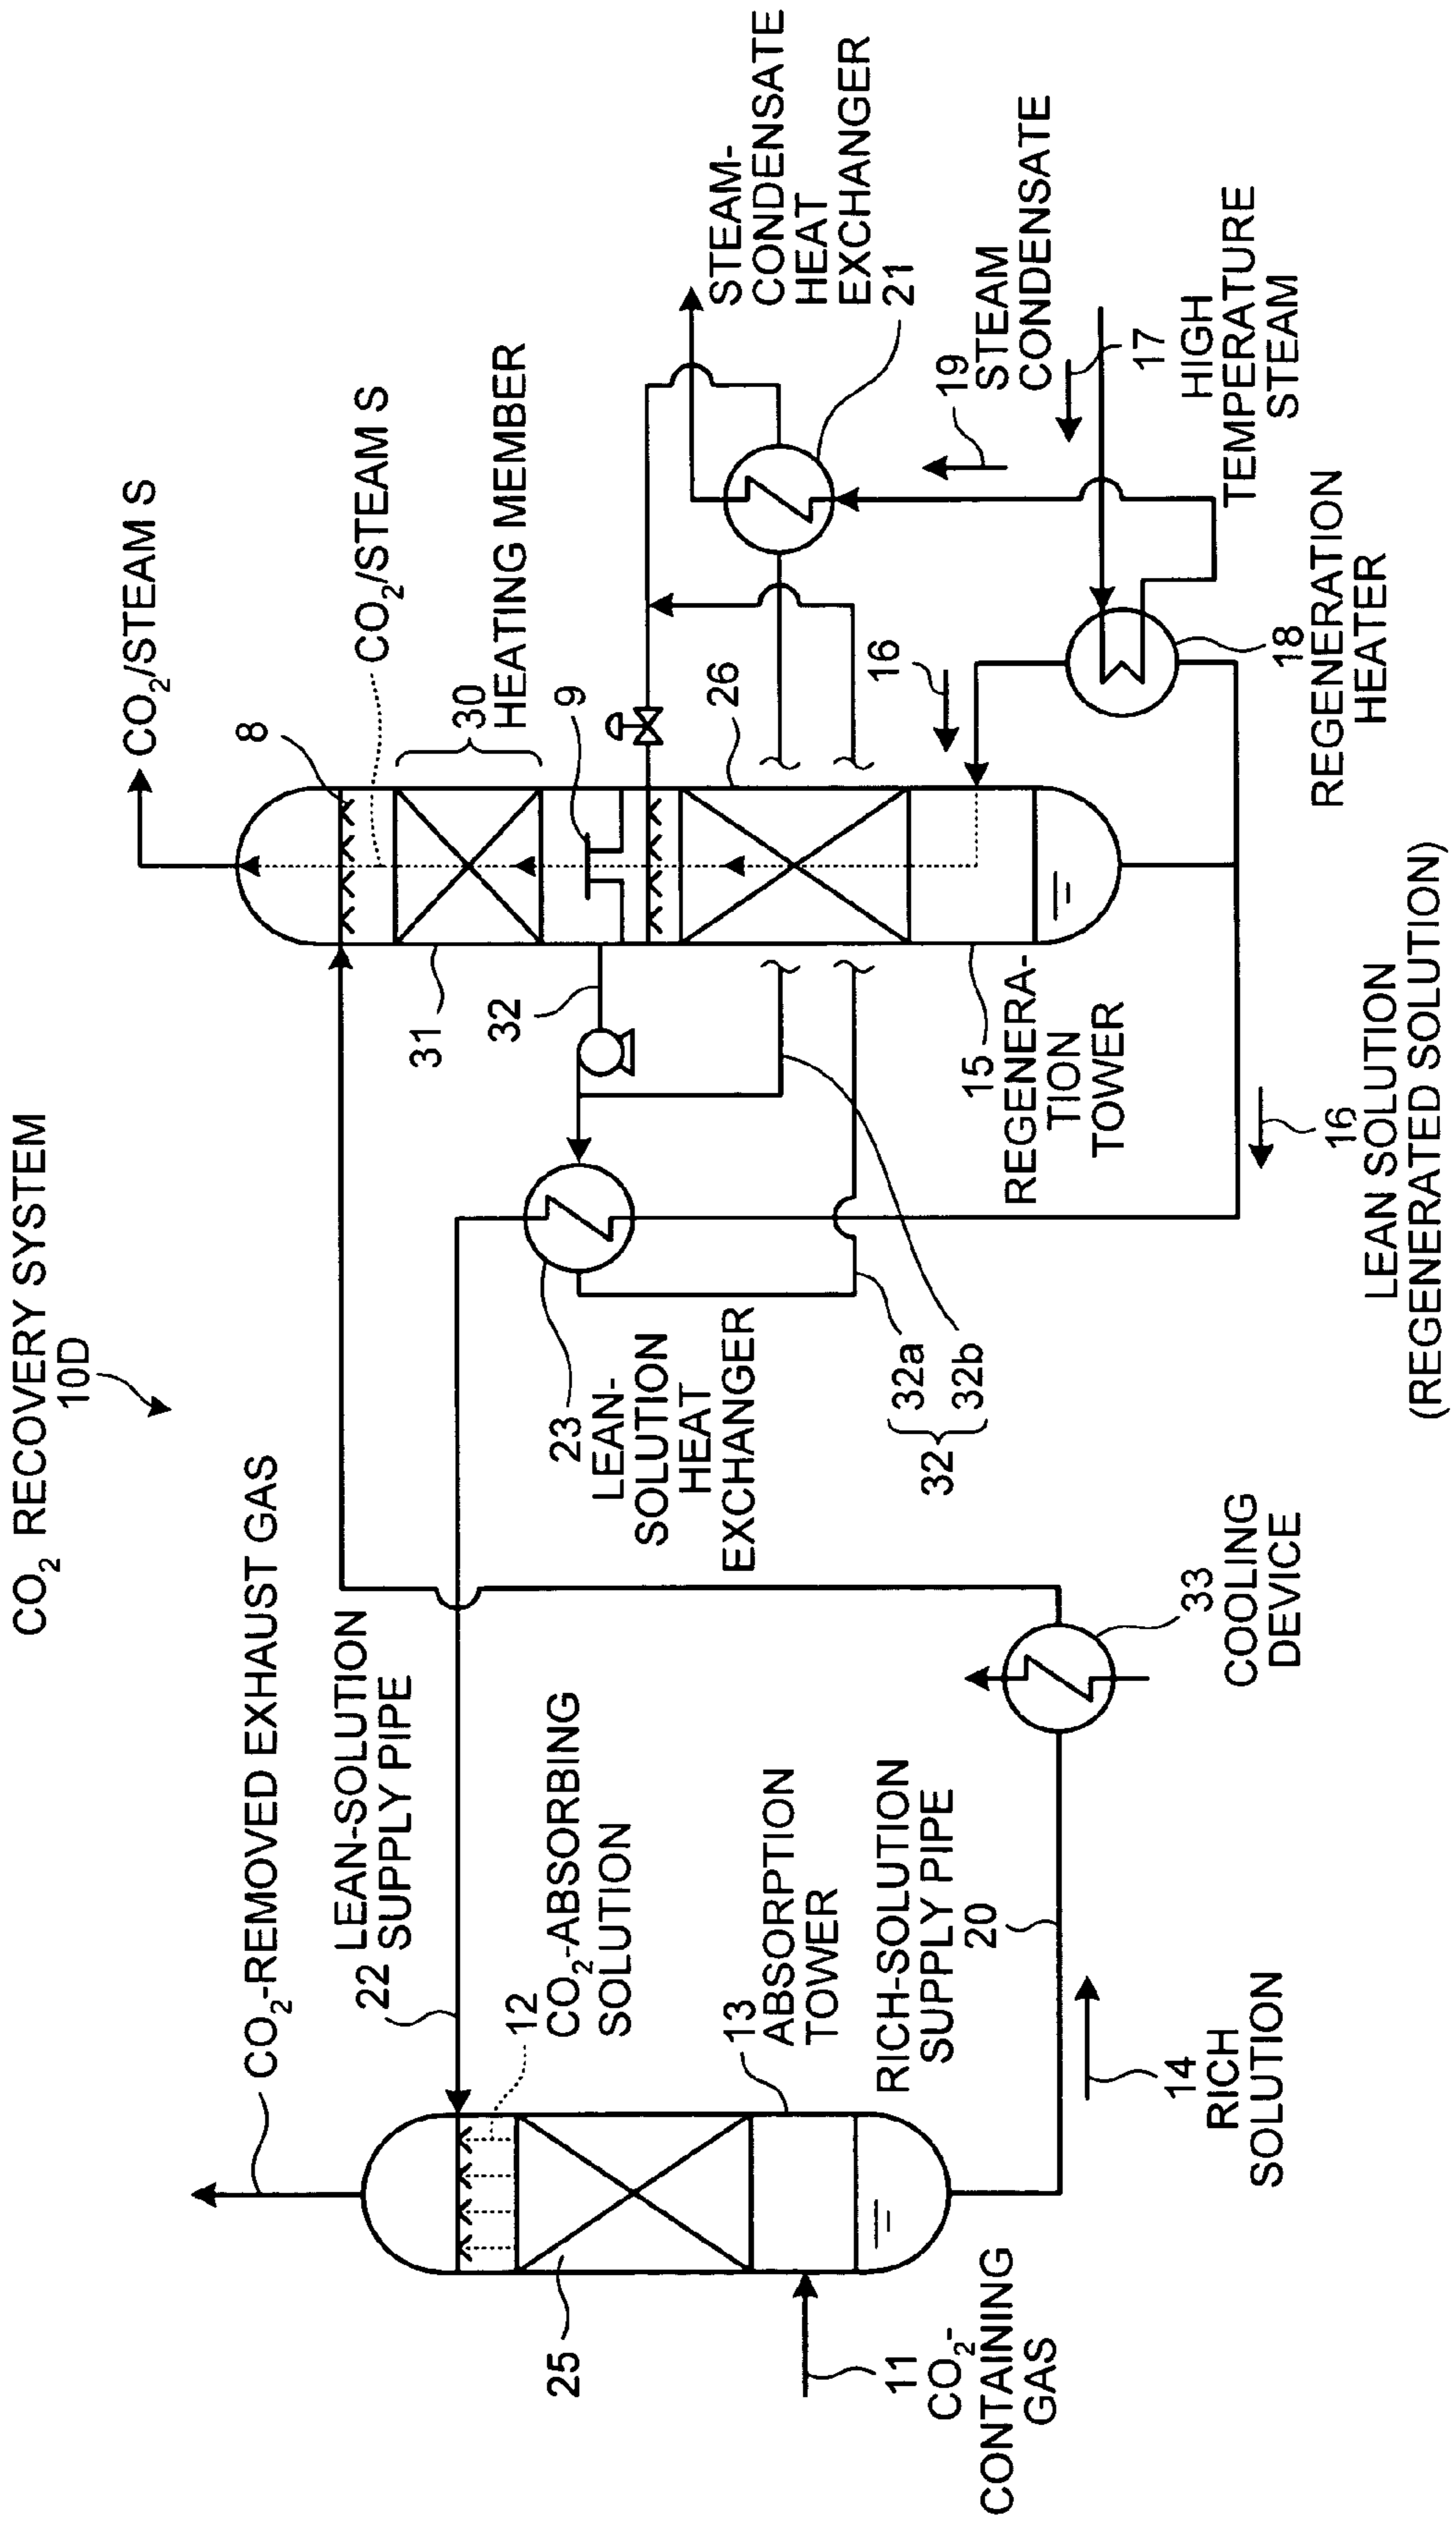 CO2 RECOVERY SYSTEM
10D
CO2-REMOVED EXHAUST GAS
22 LEAN-SOLUTION
SUPPLY PIPE
12
CO2-ABSORBING
SOLUTION
13
ABSORPTION
TOWER
25
11
CO2-
CONTAINING
GAS
RICH-SOLUTION
SUPPLY PIPE
20
14
RICH
SOLUTION
33
COOLING
DEVICE
23
LEAN-
SOLUTION
HEAT
EXCHANGER
32
32a
32b
CO2/STEAM S
8
CO2/STEAM S
30
HEATING MEMBER
9
31
32
26
16
15
REGENERA-
TION
TOWER
16
LEAN SOLUTION
(REGENERATED SOLUTION)
STEAM-
CONDENSATE
HEAT
EXCHANGER
21
19
STEAM
CONDENSATE
17
HIGH
TEMPERATURE
STEAM
18
REGENERATION
HEATER